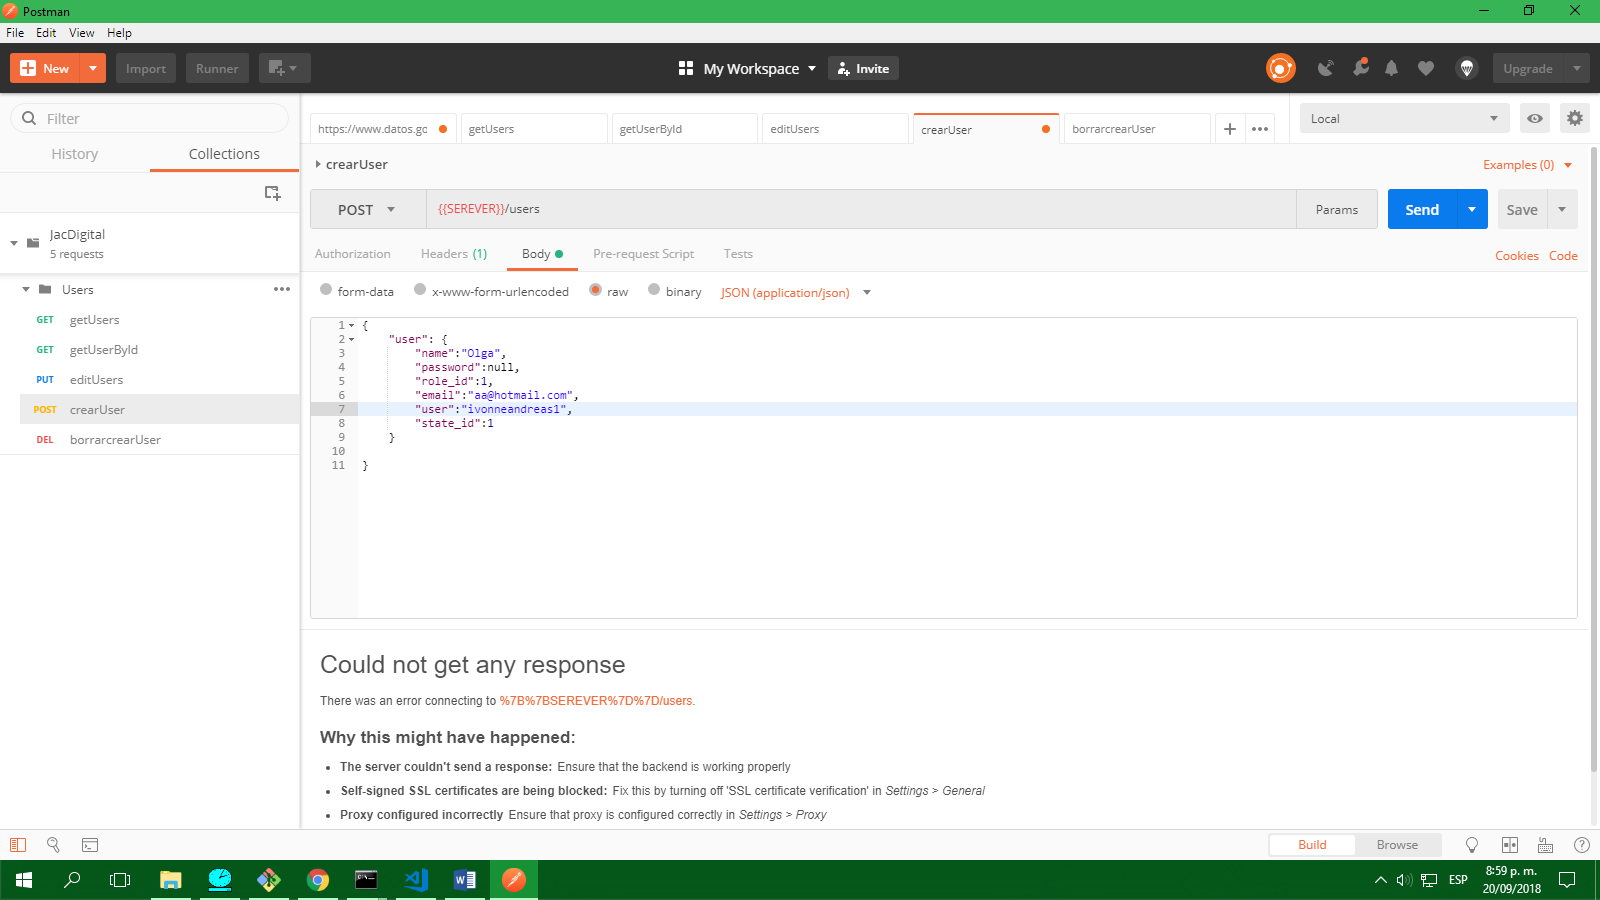 Postman
File Edit View Help
New Import Runner My Workspace Invite Upgrade
Filter
History Collections
JacDigital
5 requests
Users
GET getUsers
GET getUserById
PUT editUsers
POST crearUser
DEL borrarcrearUser
https://www.datos.go getUsers getUserById editUsers crearUser borrarcrearUser
Local
crearUser
Examples (0)
POST {{SEREVER}}/users Params Send Save
Authorization Headers (1) Body Pre-request Script Tests Cookies Code
form-data x-www-form-urlencoded raw binary JSON (application/json)
1 {
2 "user": {
3 "name":"Olga",
4 "password":null,
5 "role_id":1,
6 "email":"aa@hotmail.com",
7 "user":"ivonneandreas1",
8 "state_id":1
9 }
10
11 }
Could not get any response
There was an error connecting to %7B%7BSEREVER%7D%7D/users.
Why this might have happened:
• The server couldn't send a response: Ensure that the backend is working properly
• Self-signed SSL certificates are being blocked: Fix this by turning off 'SSL certificate verification' in Settings > General
• Proxy configured incorrectly Ensure that proxy is configured correctly in Settings > Proxy
Build Browse
ESP
8:59 p. m.
20/09/2018